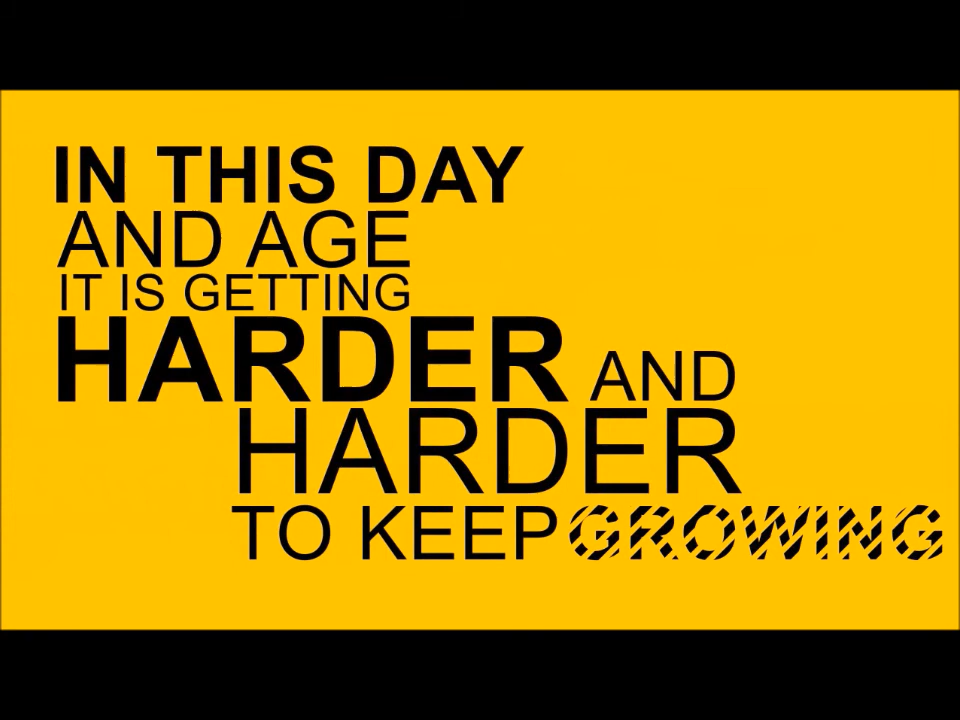 IN THIS DAY
AND AGE
IT IS GETTING
HARDER AND
HARDER
TO KEEP GROWING